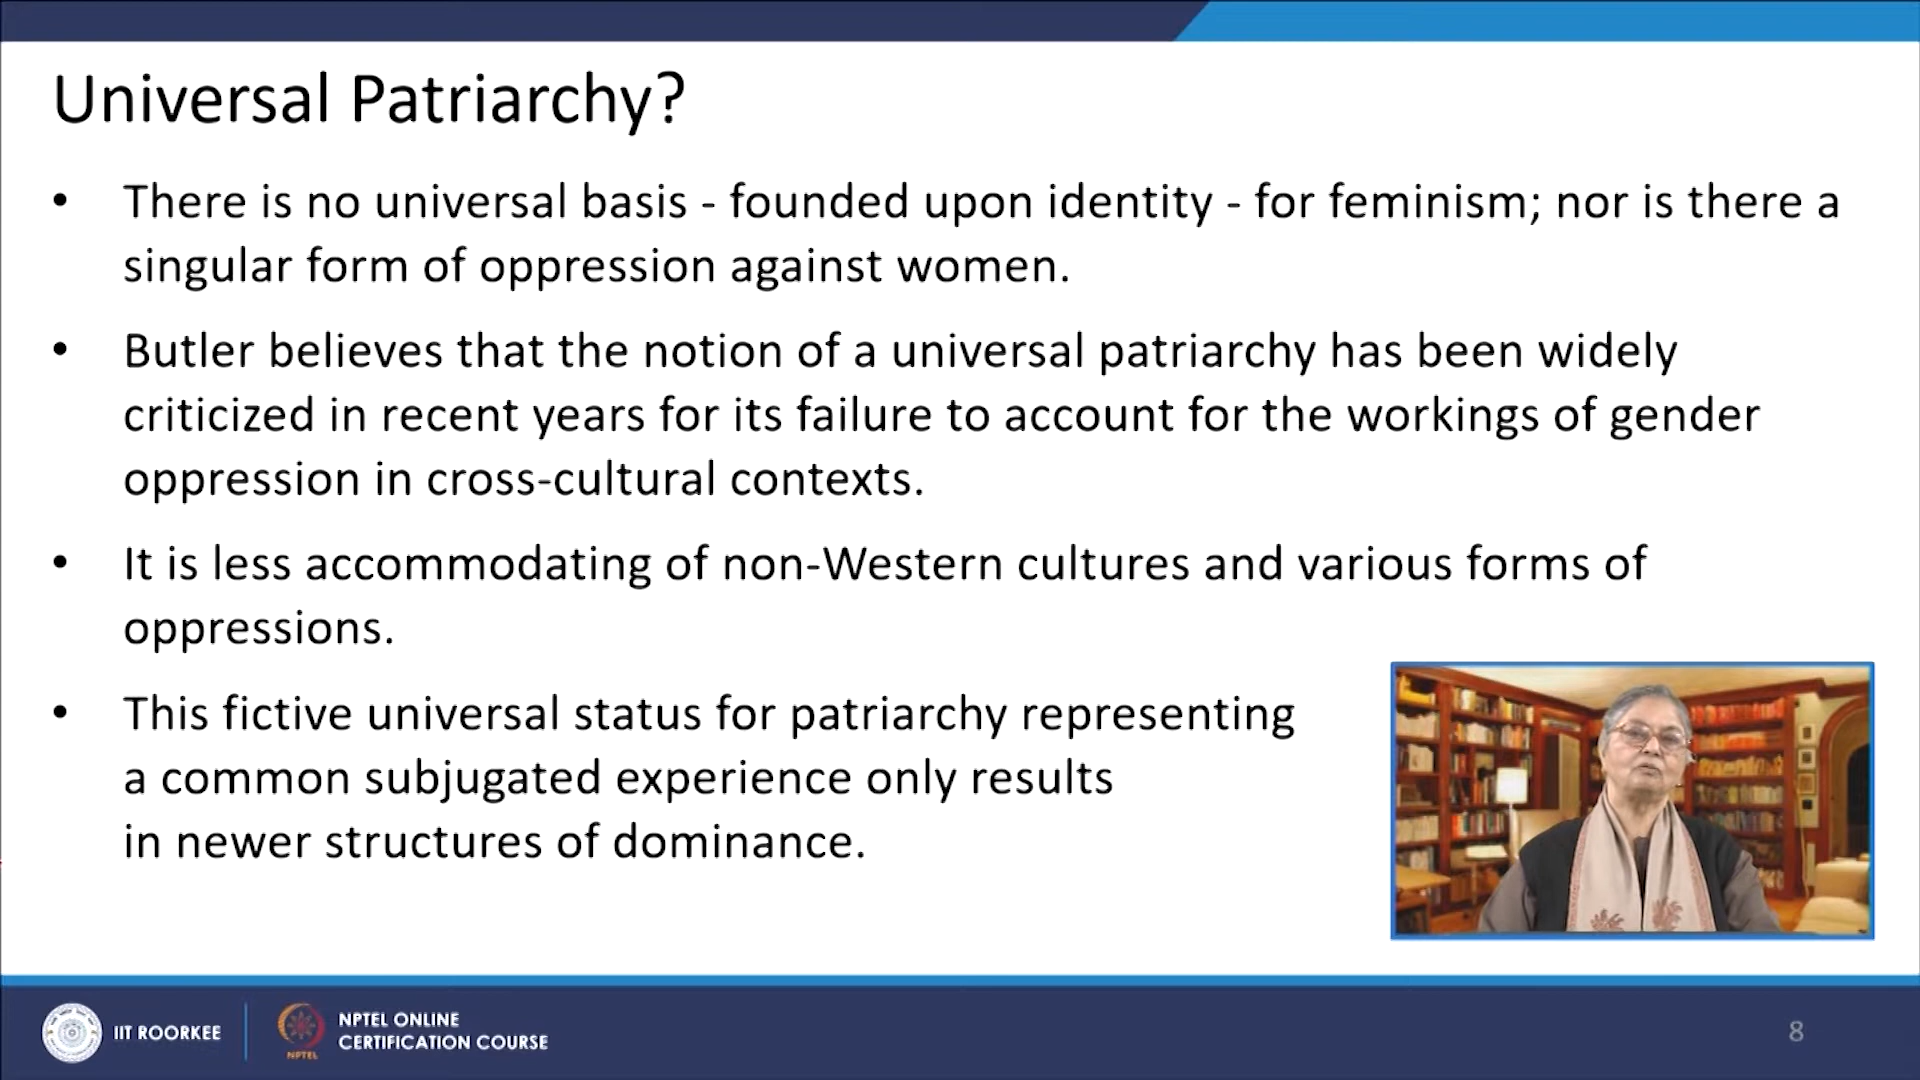 Universal Patriarchy?
• There is no universal basis - founded upon identity - for feminism; nor is there a
singular form of oppression against women.
• Butler believes that the notion of a universal patriarchy has been widely
criticized in recent years for its failure to account for the workings of gender
oppression in cross-cultural contexts.
• It is less accommodating of non-Western cultures and various forms of
oppressions.
• This fictive universal status for patriarchy representing
a common subjugated experience only results
in newer structures of dominance.
IIT ROORKEE
NPTEL
NPTEL ONLINE
CERTIFICATION COURSE
8